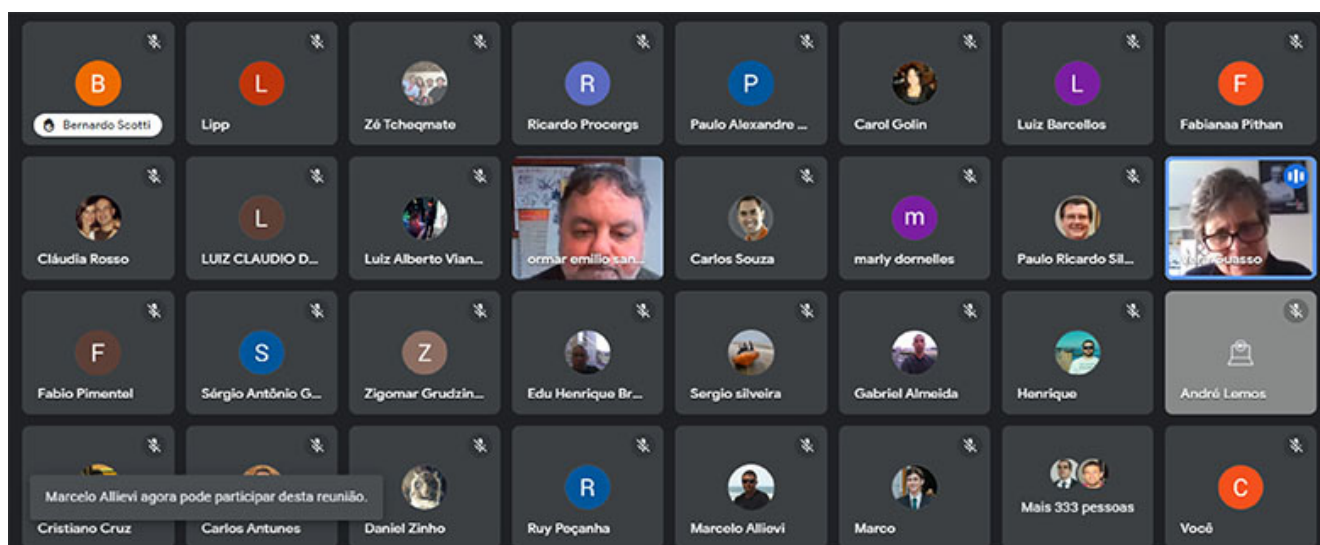 B
L
R
P
L
F
Bernardo Scotti
Lipp
Zé Tcheqmate
Ricardo Procergs
Paulo Alexandre ...
Carol Golin
Luiz Barcellos
Fabianaa Pithan
L
m
Cláudia Rosso
LUIZ CLAUDIO D...
Luiz Alberto Vian...
ormar emilio san...
Carlos Souza
marly dornelles
Paulo Ricardo Sil...
Guasso
F
S
Z
Fabio Pimentel
Sérgio Antônio G...
Zigomar Grudzin...
Edu Henrique Br...
Sergio silveira
Gabriel Almeida
Henrique
André Lemos
Marcelo Allievi agora pode participar desta reunião.
R
Mais 333 pessoas
C
Cristiano Cruz
Carlos Antunes
Daniel Zinho
Ruy Peçanha
Marcelo Allievi
Marco
Você